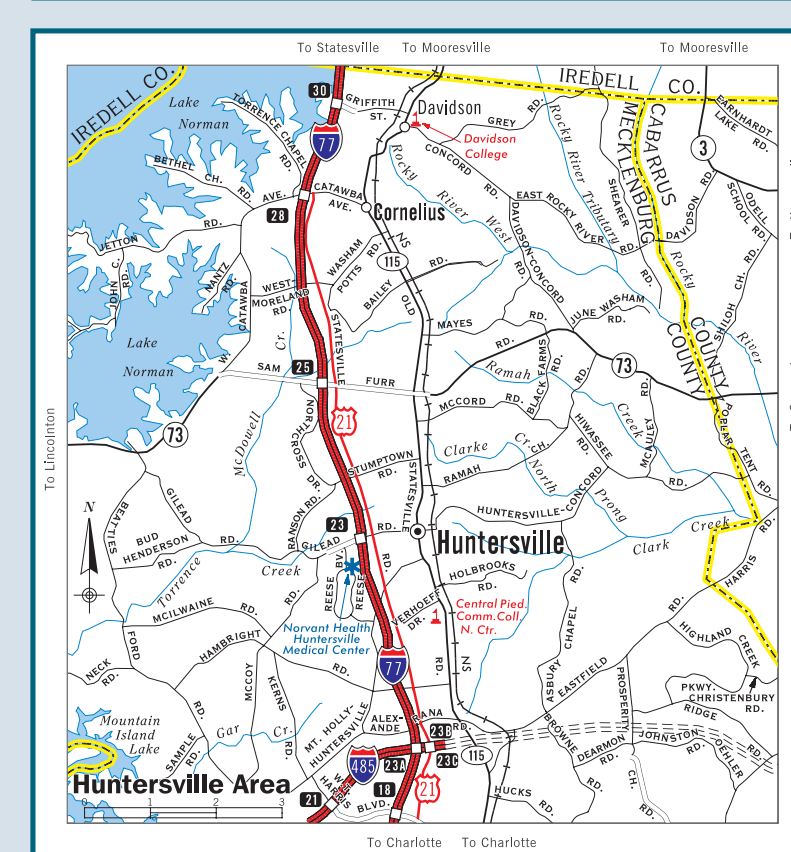 To Statesville
To Mooresville
To Mooresville
IREDELL CO.
IREDELL CO.
30
GRIFFITH ST.
Davidson
Davidson
College
Lake
Norman
TORRENCE CHAPEL RD.
77
GREY RD.
CONCORD RD.
Rocky River West
Rocky River Tributary
SHEARER RD.
MECKLENBURG COUNTY
CABARRUS COUNTY
3
EARNHARDT
LAKE RD.
ODELL
SCHOOL RD.
DAVIDSON RD.
BETHEL CH. RD.
CATAWBA AVE.
AVE.
28
Cornelius
EAST ROCKY RIVER RD.
DAVIDSON-CONCORD RD.
Rocky River
JETTON RD.
JOHN C. RD.
NANTZ RD.
W. CATAWBA
WEST MORELAND RD.
WASHAM
POTTS RD.
BAILEY RD.
NS
115
OLD STATESVILLE RD.
STATESVILLE RD.
MAYES RD.
JUNE WASHAM RD.
SHILOH CH. RD.
Lake
Norman
To Lincolnton
73
SAM FURR RD.
25
73
BLACK FARMS RD.
Ramah Creek
MCCORD RD.
MCAULEY RD.
HIWASSEE RD.
POPLAR TENT RD.
21
McDowell Cr.
NORTHCROSS DR.
STUMPTOWN RD.
Clarke Cr.
North Prong
RAMAH CH.
HUNTERSVILLE-CONCORD RD.
Clark Creek
HARRIS RD.
BEATTIES FORD RD.
GILEAD RD.
BUD HENDERSON RD.
RANSON RD.
23
GILEAD RD.
Huntersville
HOLBROOKS RD.
N
Torrence Creek
REESE BV.
REESE
Norvant Health
Huntersville
Medical Center
VERHOEFF DR.
Central Pied.
Comm. Coll.
N. Ctr.
MCILWAINE RD.
HAMBRIGHT RD.
MCCOY RD.
KERNS RD.
NECK RD.
SAMPLE RD.
Gar Cr.
Mountain
Island
Lake
MT. HOLLY-HUNTERSVILLE RD.
77
NS
ALEXANDERANA RD.
ASBURY CHAPEL RD.
EASTFIELD RD.
PROSPERITY CH. RD.
HIGHLAND CREEK PKWY.
CHRISTENBURY RD.
RIDGE RD.
BROWNE RD.
DEARMON RD.
JOHNSTON OEHLER RD.
485
23A
23B
23C
115
HUCKS RD.
W.T. HARRIS BLVD.
21
18
21
Huntersville Area
0 1 2 3
To Charlotte
To Charlotte